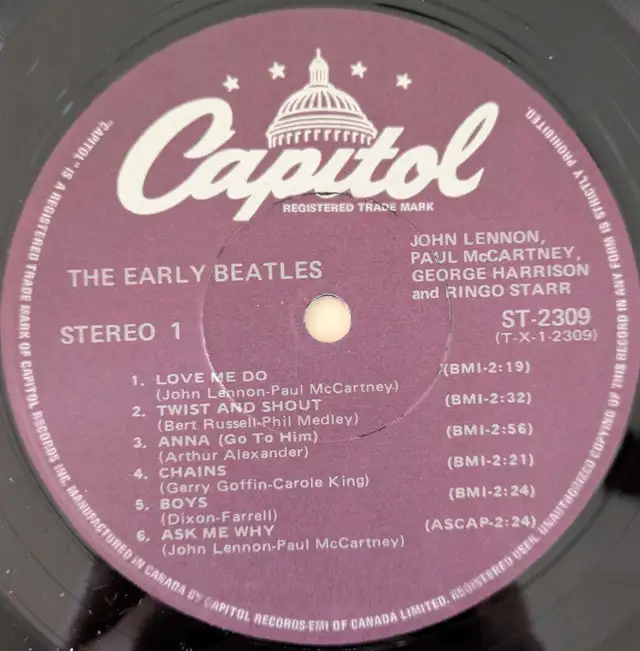 Capitol
REGISTERED TRADE MARK
THE EARLY BEATLES
JOHN LENNON,
PAUL McCARTNEY,
GEORGE HARRISON
and RINGO STARR
STEREO 1
ST-2309
(T-X-1-2309)
1. LOVE ME DO (BMI-2:19)
(John Lennon-Paul McCartney)
2. TWIST AND SHOUT (BMI-2:32)
(Bert Russell-Phil Medley)
3. ANNA (Go To Him) (BMI-2:56)
(Arthur Alexander)
4. CHAINS (BMI-2:21)
(Gerry Goffin-Carole King)
5. BOYS (BMI-2:24)
(Dixon-Farrell)
6. ASK ME WHY (ASCAP-2:24)
(John Lennon-Paul McCartney)
"CAPITOL" IS A REGISTERED TRADE MARK OF CAPITOL RECORDS INC. MANUFACTURED IN CANADA BY CAPITOL RECORDS-EMI OF CANADA LIMITED. REGISTERED USER. UNAUTHORIZED COPYING OF THIS RECORD IN ANY FORM IS STRICTLY PROHIBITED.